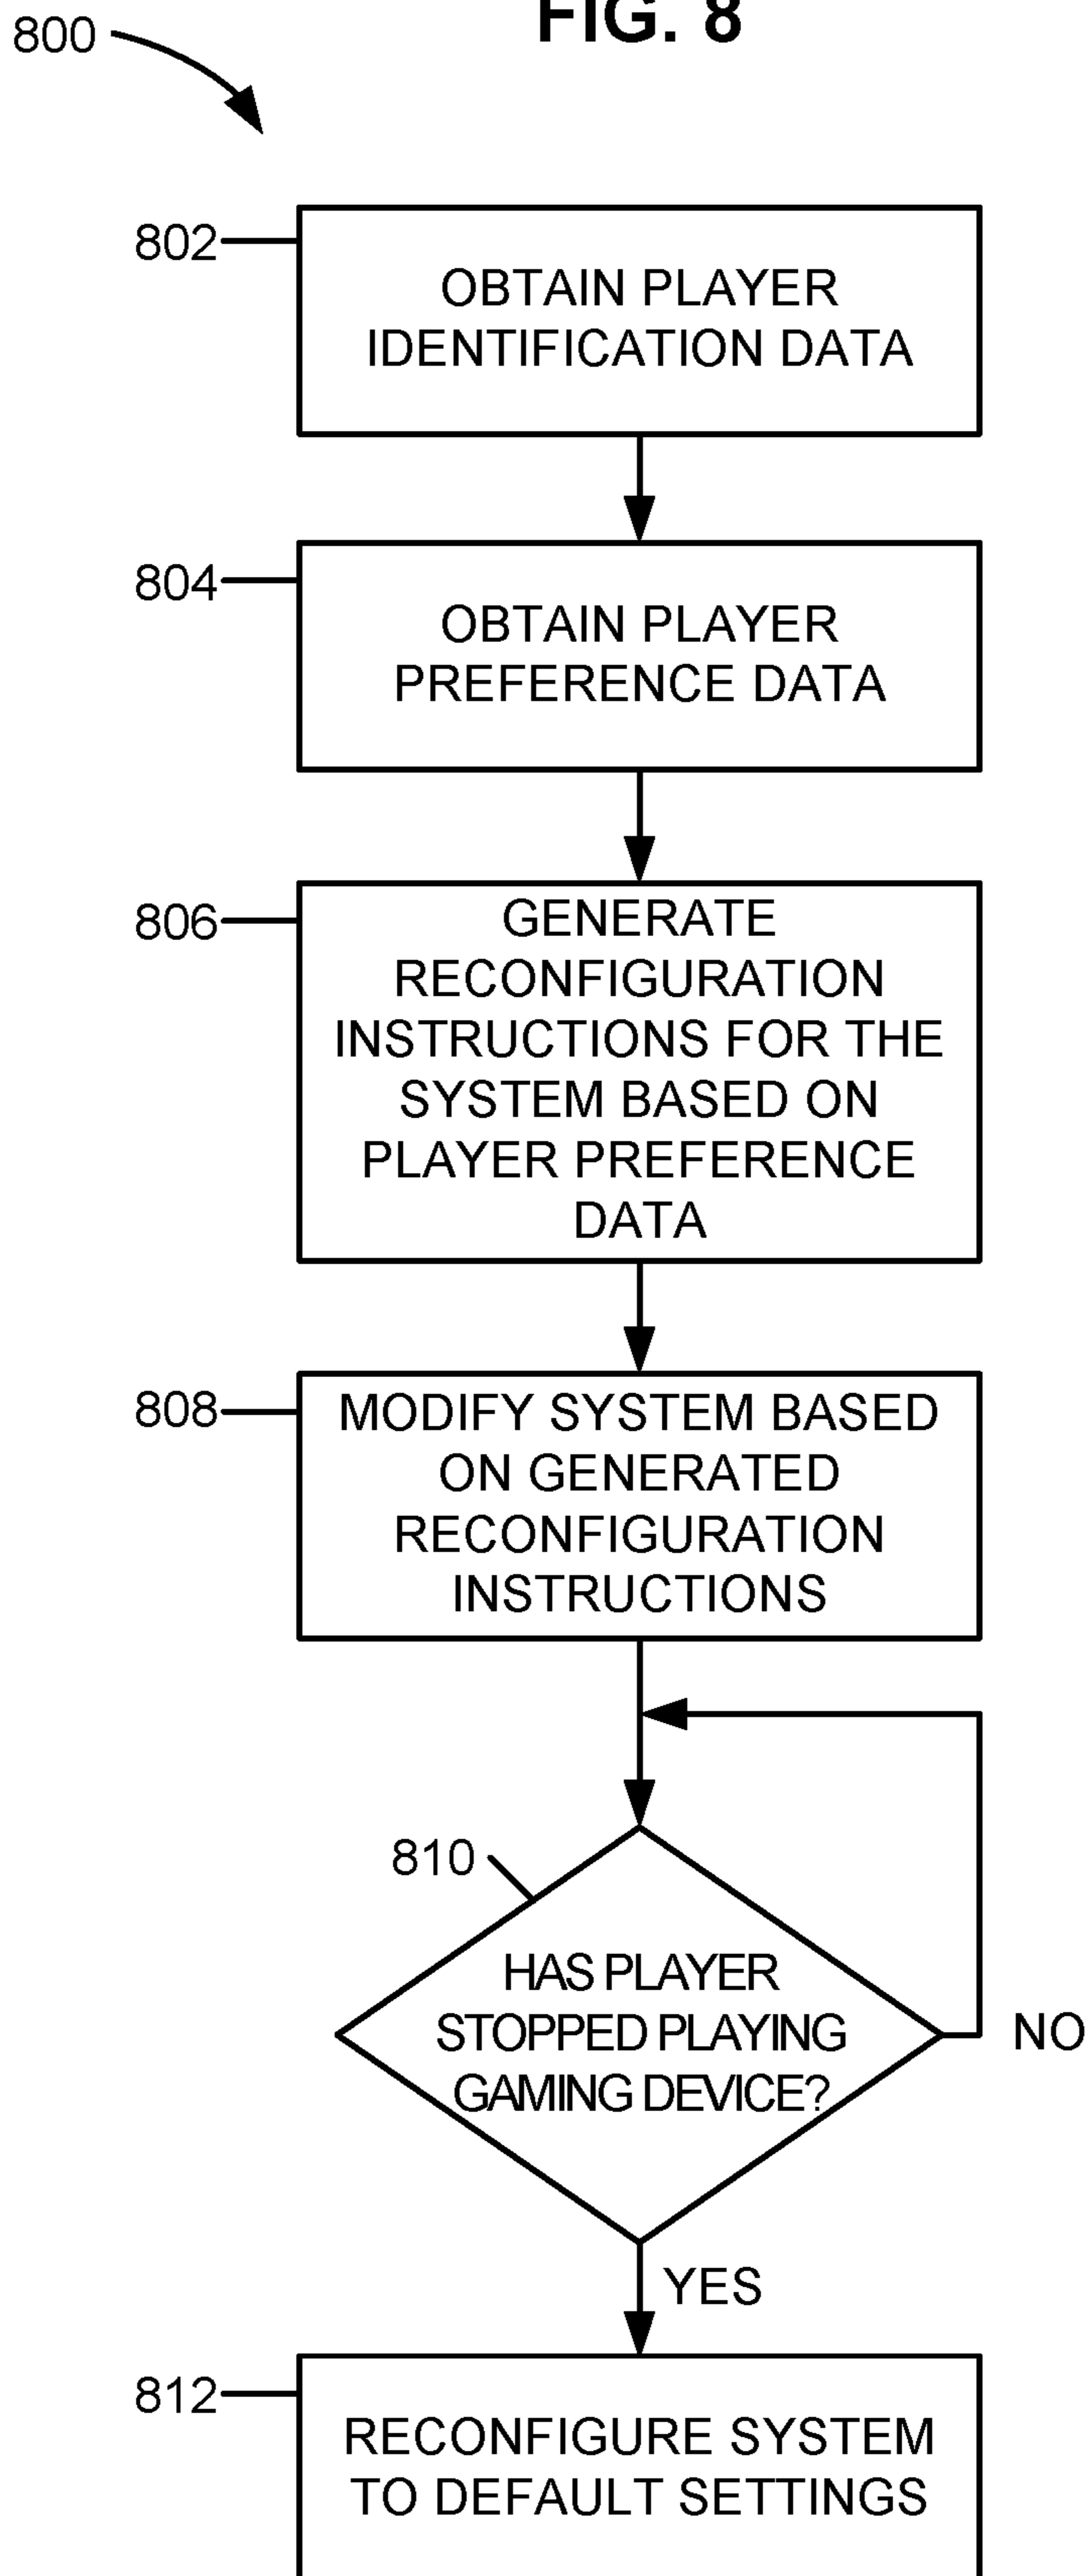 FIG. 8
800
802
OBTAIN PLAYER
IDENTIFICATION DATA
804
OBTAIN PLAYER
PREFERENCE DATA
806
GENERATE
RECONFIGURATION
INSTRUCTIONS FOR THE
SYSTEM BASED ON
PLAYER PREFERENCE
DATA
808
MODIFY SYSTEM BASED
ON GENERATED
RECONFIGURATION
INSTRUCTIONS
810
HAS PLAYER
STOPPED PLAYING
GAMING DEVICE?
NO
YES
812
RECONFIGURE SYSTEM
TO DEFAULT SETTINGS